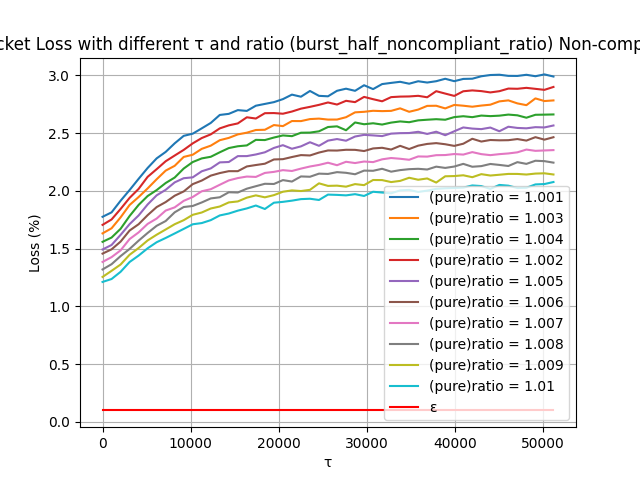 cket Loss with different τ and ratio (burst_half_noncompliant_ratio) Non-comp
Loss (%)
3.0
2.5
2.0
1.5
1.0
0.5
0.0
(pure)ratio = 1.001
(pure)ratio = 1.003
(pure)ratio = 1.004
(pure)ratio = 1.002
(pure)ratio = 1.005
(pure)ratio = 1.006
(pure)ratio = 1.007
(pure)ratio = 1.008
(pure)ratio = 1.009
(pure)ratio = 1.01
ε
0 10000 20000 30000 40000 50000
τ